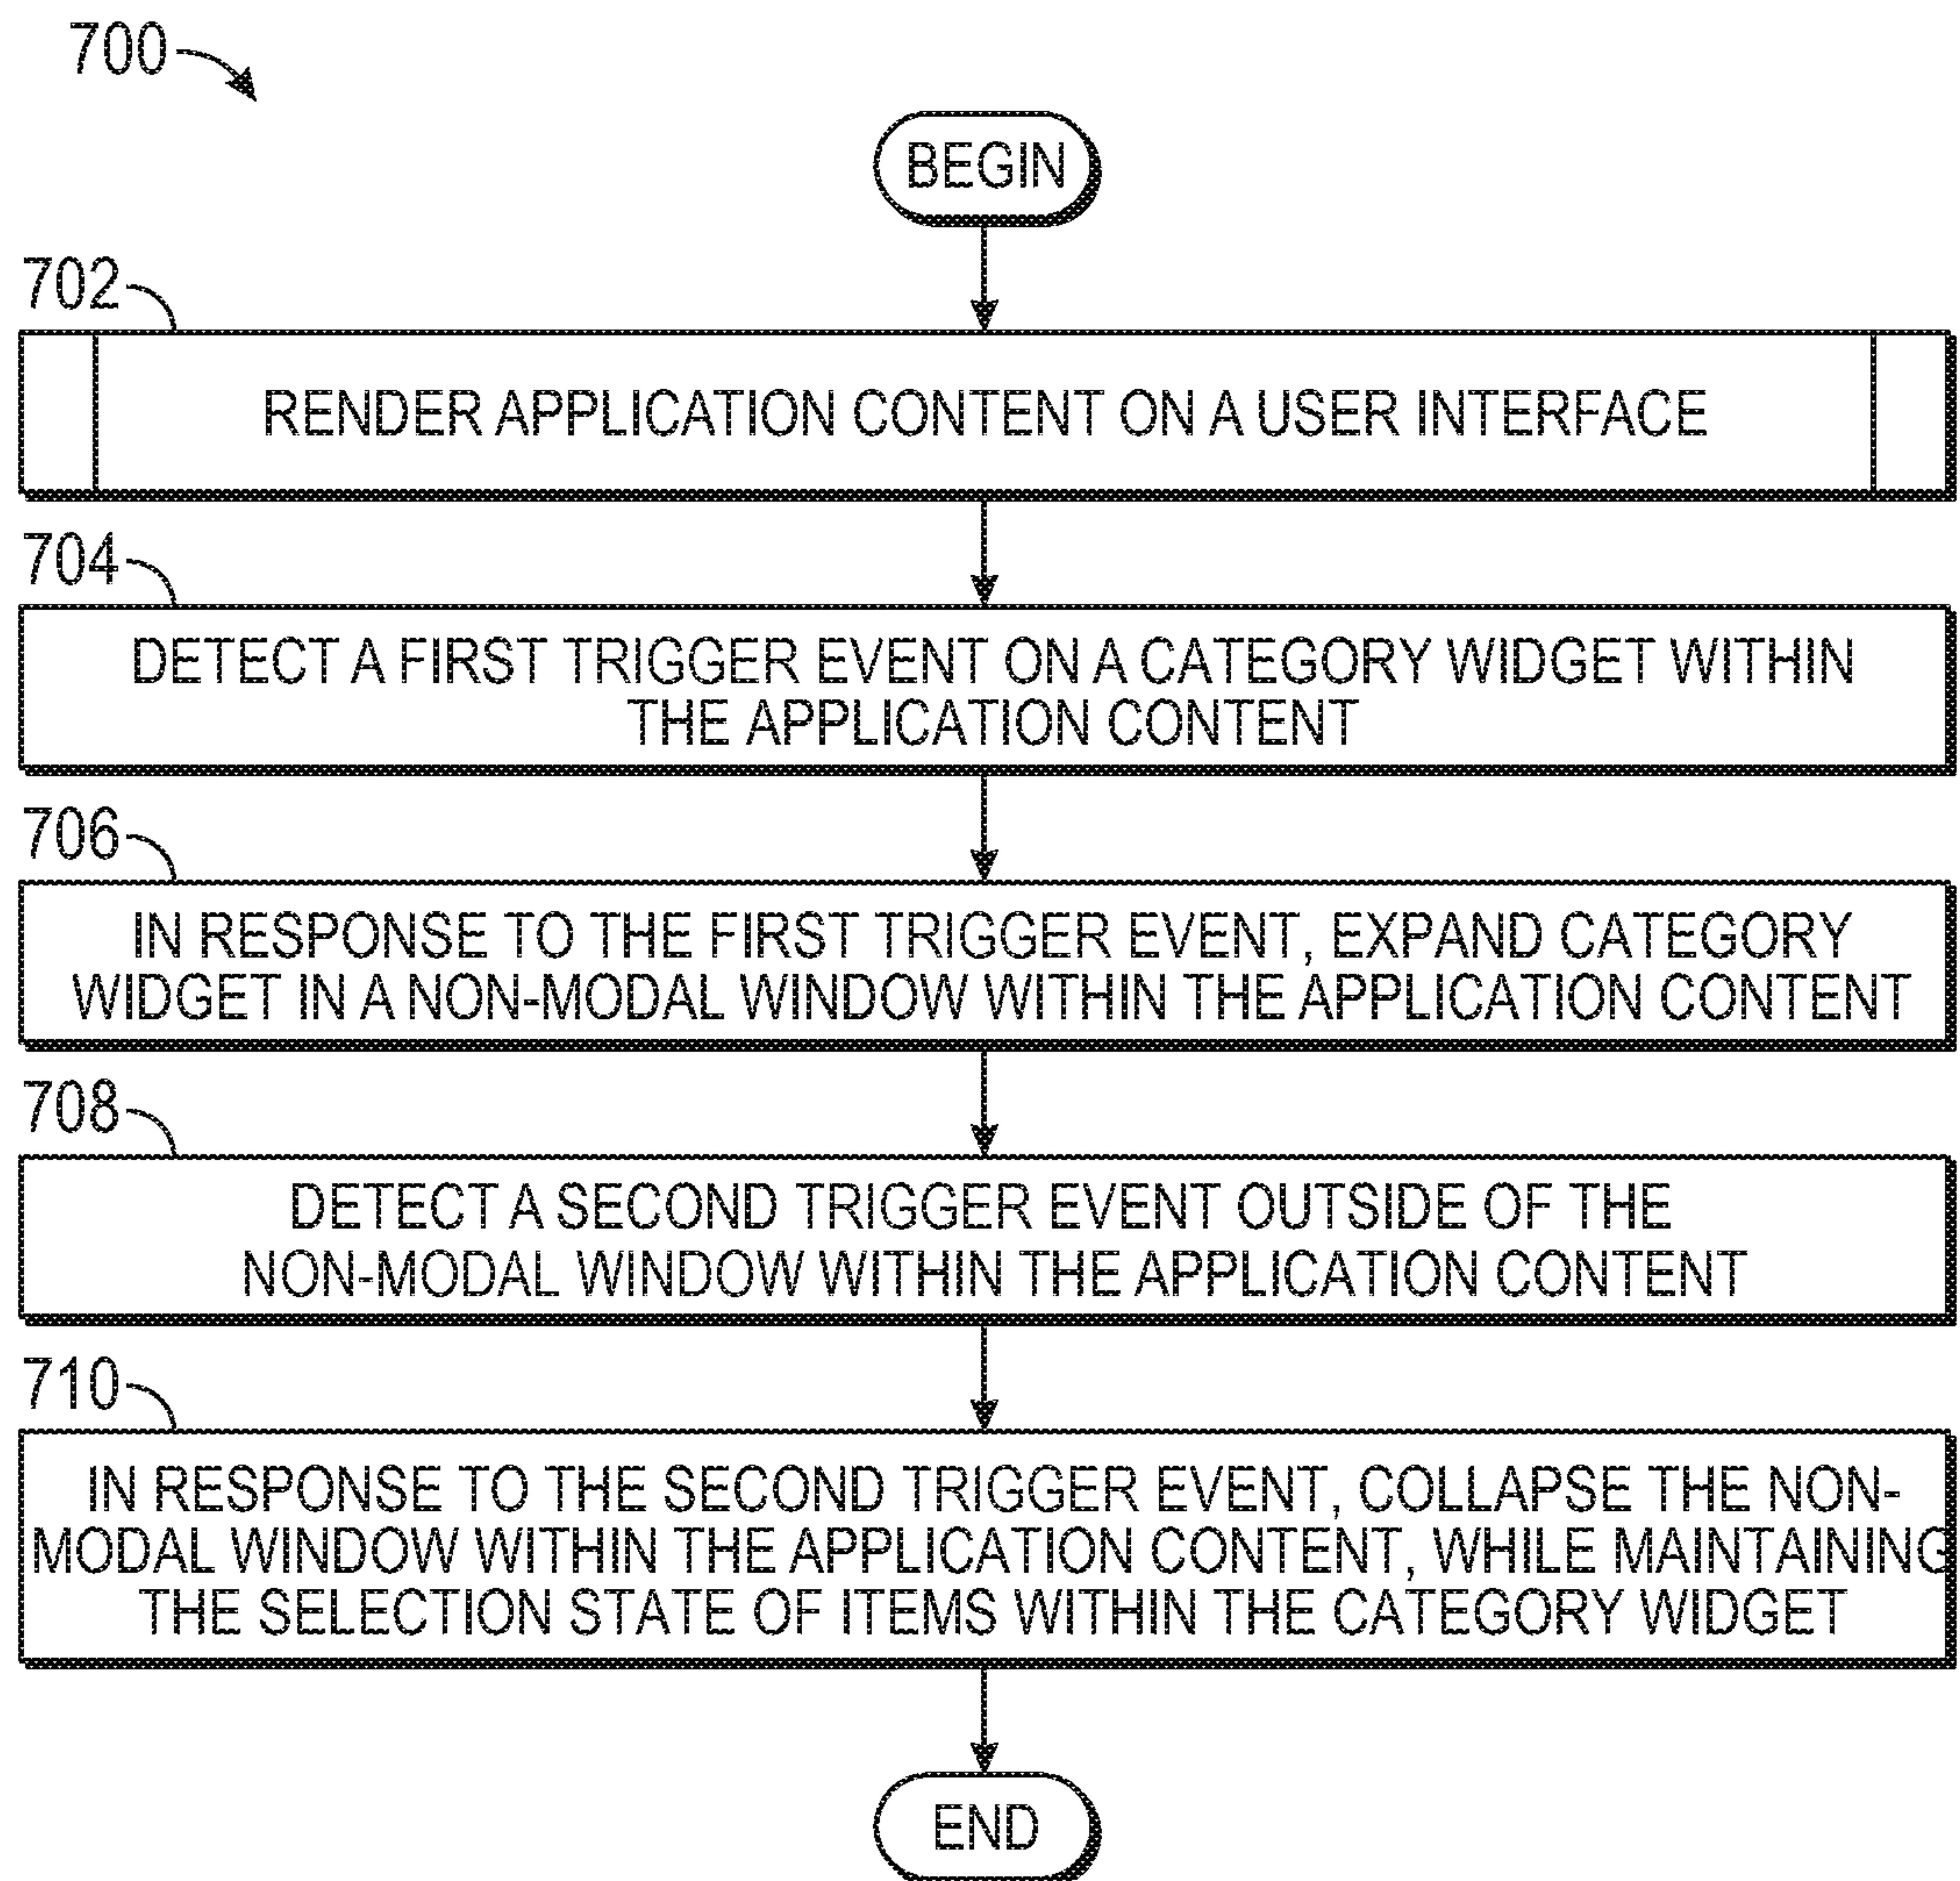 700
BEGIN
702
RENDER APPLICATION CONTENT ON A USER INTERFACE
704
DETECT A FIRST TRIGGER EVENT ON A CATEGORY WIDGET WITHIN
THE APPLICATION CONTENT
706
IN RESPONSE TO THE FIRST TRIGGER EVENT, EXPAND CATEGORY
WIDGET IN A NON-MODAL WINDOW WITHIN THE APPLICATION CONTENT
708
DETECT A SECOND TRIGGER EVENT OUTSIDE OF THE
NON-MODAL WINDOW WITHIN THE APPLICATION CONTENT
710
IN RESPONSE TO THE SECOND TRIGGER EVENT, COLLAPSE THE NON-
MODAL WINDOW WITHIN THE APPLICATION CONTENT, WHILE MAINTAINING
THE SELECTION STATE OF ITEMS WITHIN THE CATEGORY WIDGET
END